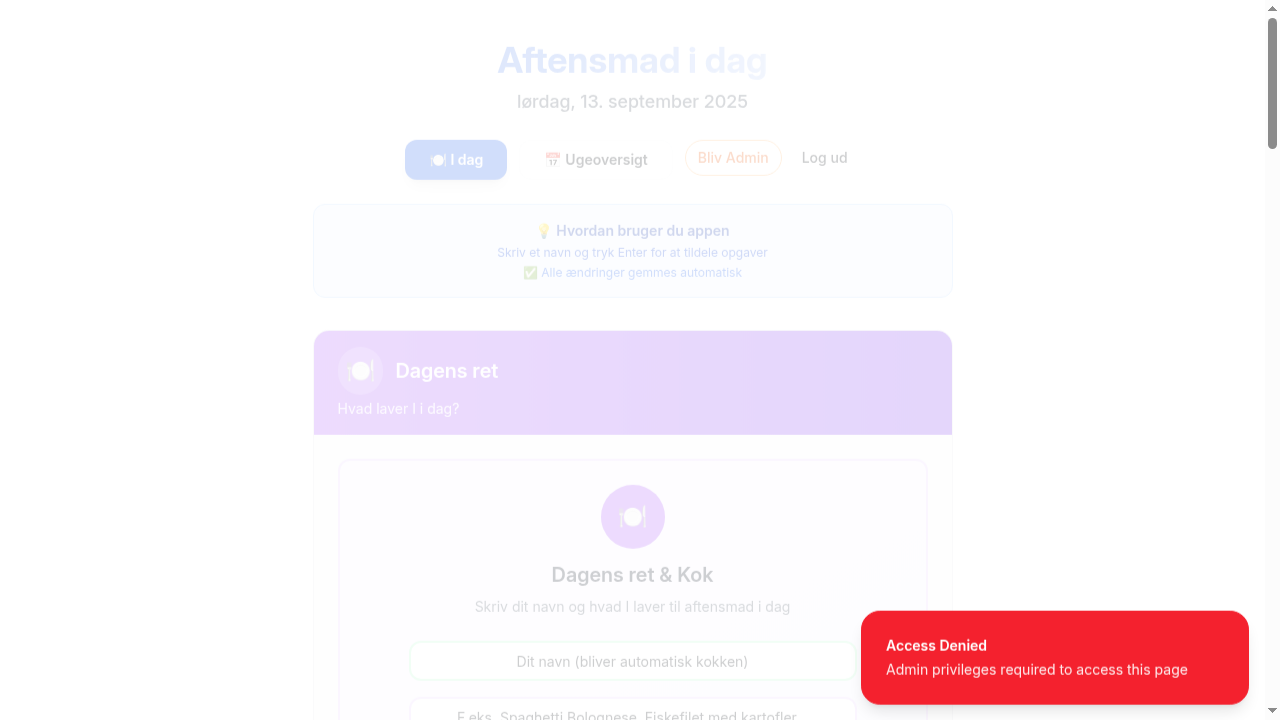 Aftensmad i dag
lørdag, 13. september 2025
🍽️ I dag
📅 Ugeoversigt
Bliv Admin
Log ud
💡 Hvordan bruger du appen
Skriv et navn og tryk Enter for at tildele opgaver
✅ Alle ændringer gemmes automatisk
🍽️ Dagens ret
Hvad laver I i dag?
🍽️
Dagens ret & Kok
Skriv dit navn og hvad I laver til aftensmad i dag
Dit navn (bliver automatisk kokken)
F.eks. Spaghetti Bolognese, Fiskefilet med kartofler...
Access Denied
Admin privileges required to access this page